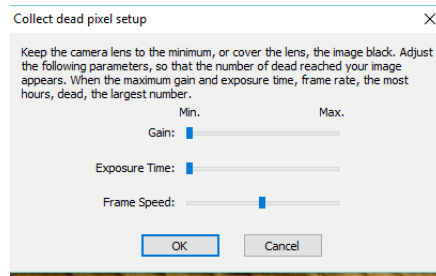 Collect dead pixel setup
Keep the camera lens to the minimum, or cover the lens, the image black. Adjust
the following parameters, so that the number of dead reached your image
appears. When the maximum gain and exposure time, frame rate, the most
hours, dead, the largest number.
Min. Max.
Gain:
Exposure Time:
Frame Speed:
OK Cancel